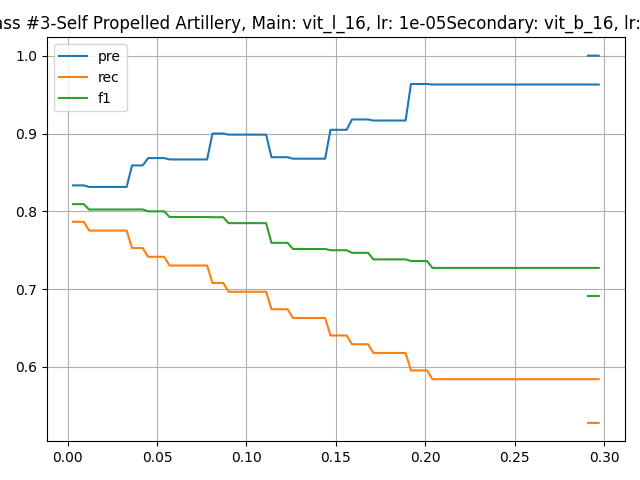 ass #3-Self Propelled Artillery, Main: vit_l_16, lr: 1e-05Secondary: vit_b_16, lr:
pre
rec
f1
1.0
0.9
0.8
0.7
0.6
0.00 0.05 0.10 0.15 0.20 0.25 0.30